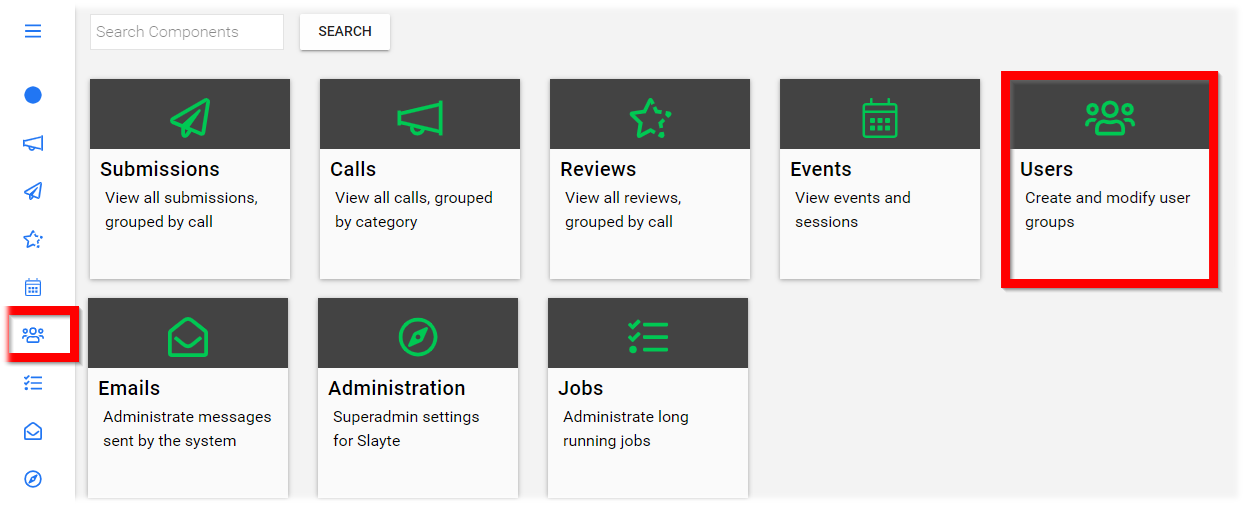 Search Components
SEARCH
Submissions
View all submissions,
grouped by call
Calls
View all calls, grouped
by category
Reviews
View all reviews,
grouped by call
Events
View events and
sessions
Users
Create and modify user
groups
Emails
Administrate messages
sent by the system
Administration
Superadmin settings
for Slayte
Jobs
Administrate long
running jobs